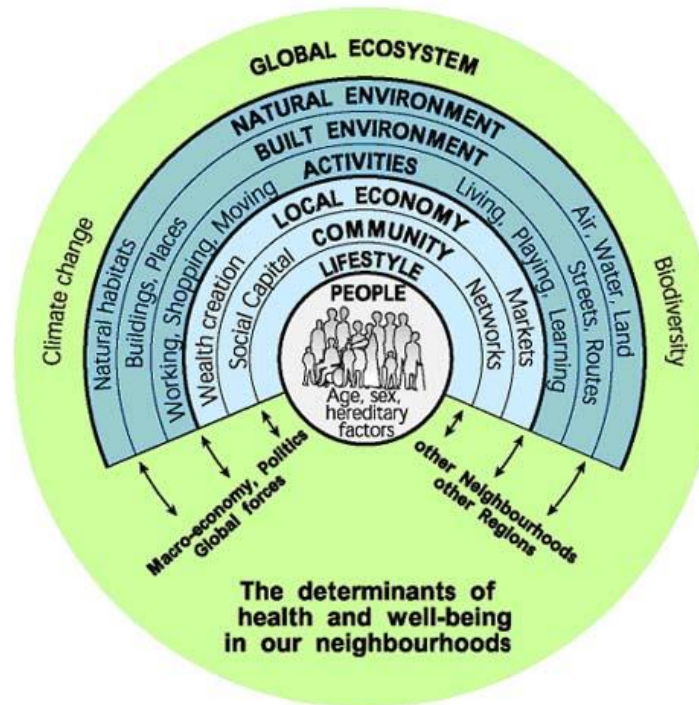 GLOBAL ECOSYSTEM
NATURAL ENVIRONMENT
BUILT ENVIRONMENT
ACTIVITIES
LOCAL ECONOMY
COMMUNITY
LIFESTYLE
PEOPLE
Age, sex,
hereditary
factors
Climate change
Natural habitats
Buildings, Places
Working, Shopping, Moving
Wealth creation
Social Capital
Networks
Markets
Living, Playing, Learning
Streets, Routes
Air, Water, Land
Biodiversity
Macro-economy, Politics
Global forces
other Neighbourhoods
other Regions
The determinants of
health and well-being
in our neighbourhoods